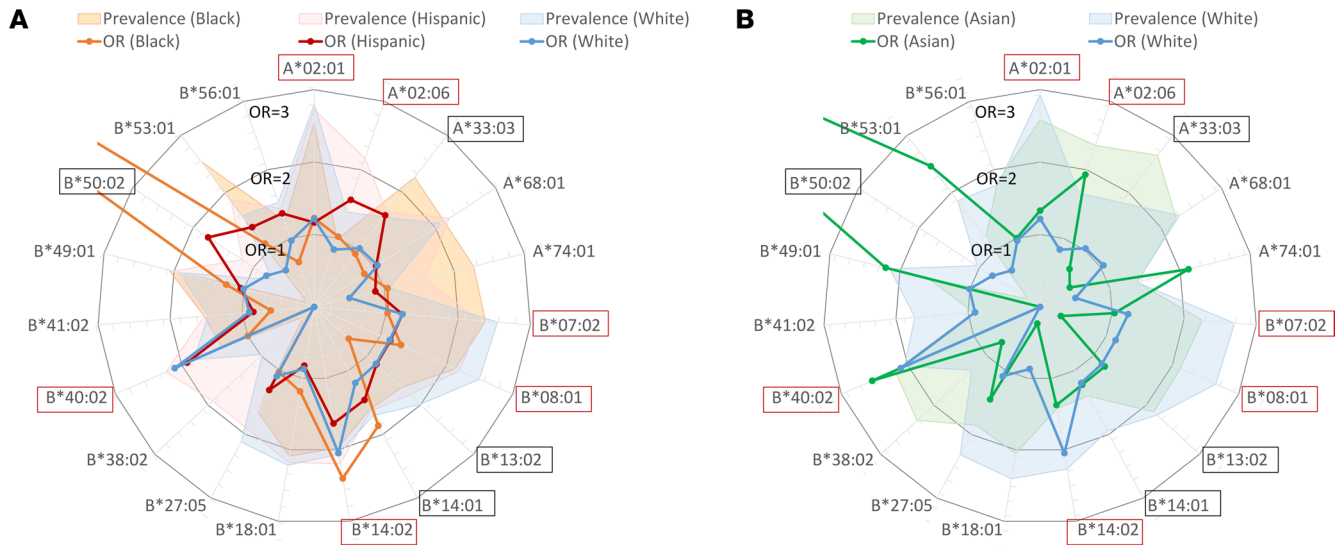 A
Prevalence (Black) Prevalence (Hispanic) Prevalence (White)
OR (Black) OR (Hispanic) OR (White)
A*02:01
A*02:06
A*33:03
A*68:01
A*74:01
B*07:02
B*08:01
B*13:02
B*14:01
B*14:02
B*18:01
B*27:05
B*38:02
B*40:02
B*41:02
B*49:01
B*50:02
B*53:01
B*56:01
OR=3
OR=2
OR=1
B
Prevalence (Asian) Prevalence (White)
OR (Asian) OR (White)
A*02:01
A*02:06
A*33:03
A*68:01
A*74:01
B*07:02
B*08:01
B*13:02
B*14:01
B*14:02
B*18:01
B*27:05
B*38:02
B*40:02
B*41:02
B*49:01
B*50:02
B*53:01
B*56:01
OR=3
OR=2
OR=1